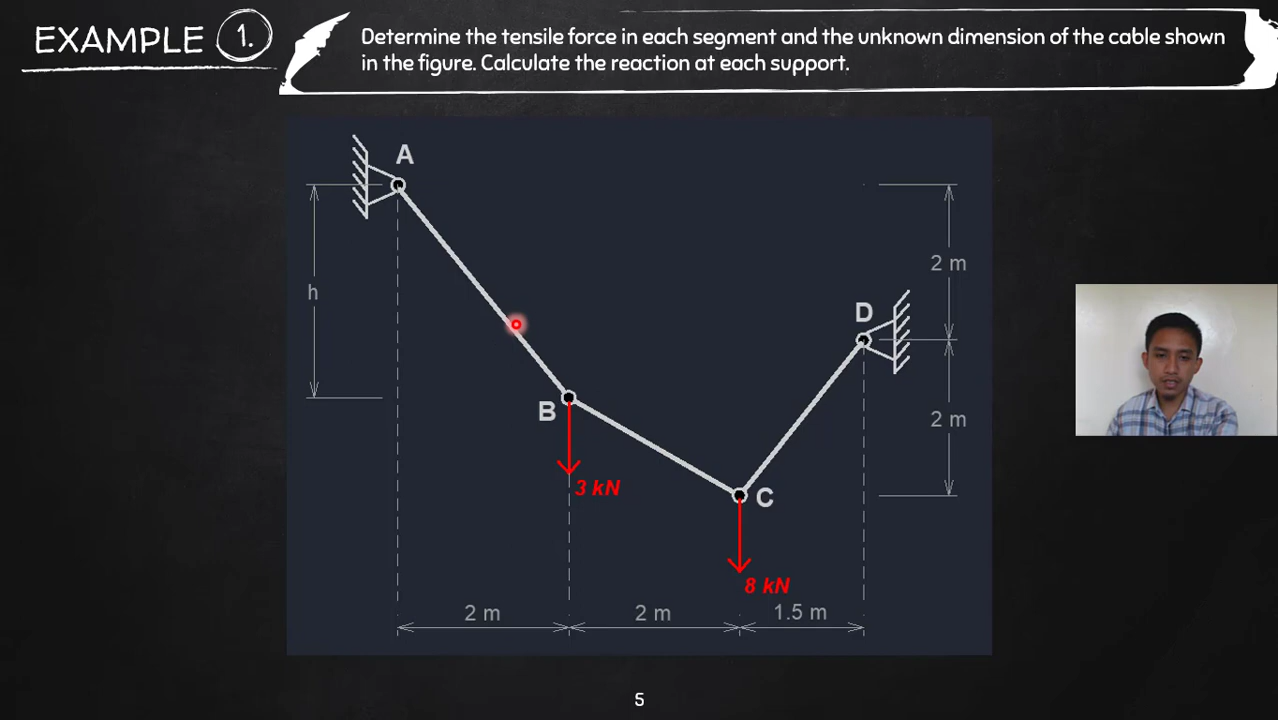 EXAMPLE 1.
Determine the tensile force in each segment and the unknown dimension of the cable shown
in the figure. Calculate the reaction at each support.
A
h
2 m
D
B
2 m
3 kN
C
8 kN
2 m
2 m
1.5 m
5